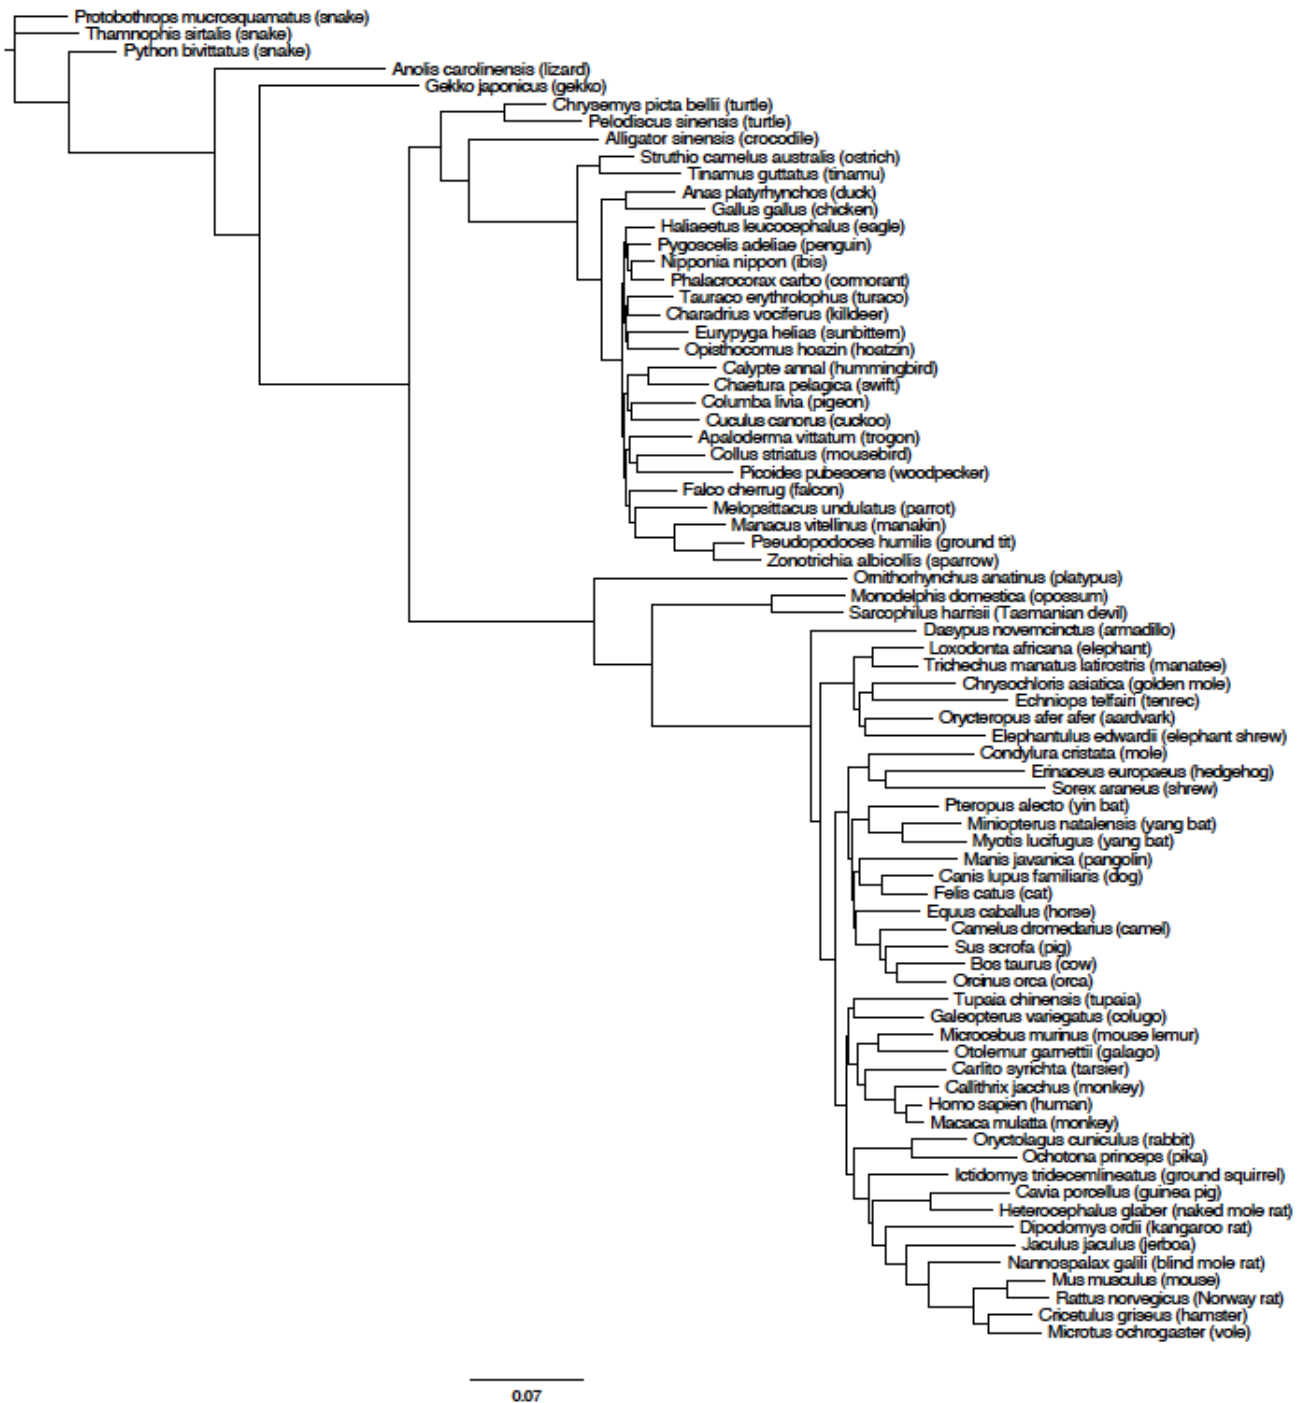 Protobothrops mucrosquamatus (snake)
Thamnophis sirtalis (snake)
Python bivittatus (snake)
Anolis carolinensis (lizard)
Gekko japonicus (gekko)
Chrysemys picta bellii (turtle)
Pelodiscus sinensis (turtle)
Alligator sinensis (crocodile)
Struthio camelus australis (ostrich)
Tinamus guttatus (tinamu)
Anas platyrhynchos (duck)
Gallus gallus (chicken)
Haliaeetus leucocephalus (eagle)
Pygoscelis adeliae (penguin)
Nipponia nippon (ibis)
Phalacrocorax carbo (cormorant)
Tauraco erythrolophus (turaco)
Charadrius vociferus (killdeer)
Eurypyga helias (sunbittern)
Opisthocomus hoazin (hoatzin)
Calypte annal (hummingbird)
Chaetura pelagica (swift)
Columba livia (pigeon)
Cuculus canorus (cuckoo)
Apaloderma vittatum (trogon)
Collus striatus (mousebird)
Picoides pubescens (woodpecker)
Falco cherrug (falcon)
Melopsittacus undulatus (parrot)
Manacus vitellinus (manakin)
Pseudopodoces humilis (ground tit)
Zonotrichia albicollis (sparrow)
Ornithorhynchus anatinus (platypus)
Monodelphis domestica (opossum)
Sarcophilus harrisii (Tasmanian devil)
Dasypus novemcinctus (armadillo)
Loxodonta africana (elephant)
Trichechus manatus latirostris (manatee)
Chrysochloris asiatica (golden mole)
Echniops telfairi (tenrec)
Orycteropus afer afer (aardvark)
Elephantulus edwardii (elephant shrew)
Condylura cristata (mole)
Erinaceus europaeus (hedgehog)
Sorex araneus (shrew)
Pteropus alecto (yin bat)
Miniopterus natalensis (yang bat)
Myotis lucifugus (yang bat)
Manis javanica (pangolin)
Canis lupus familiaris (dog)
Felis catus (cat)
Equus caballus (horse)
Camelus dromedarius (camel)
Sus scrofa (pig)
Bos taurus (cow)
Orcinus orca (orca)
Tupaia chinensis (tupaia)
Galeopterus variegatus (colugo)
Microcebus murinus (mouse lemur)
Otolemur garnettii (galago)
Carlito syrichta (tarsier)
Callithrix jacchus (monkey)
Homo sapien (human)
Macaca mulatta (monkey)
Oryctolagus cuniculus (rabbit)
Ochotona princeps (pika)
Ictidomys tridecemlineatus (ground squirrel)
Cavia porcellus (guinea pig)
Heterocephalus glaber (naked mole rat)
Dipodomys ordii (kangaroo rat)
Jaculus jaculus (jerboa)
Nannospalax galili (blind mole rat)
Mus musculus (mouse)
Rattus norvegicus (Norway rat)
Cricetulus griseus (hamster)
Microtus ochrogaster (vole)
0.07